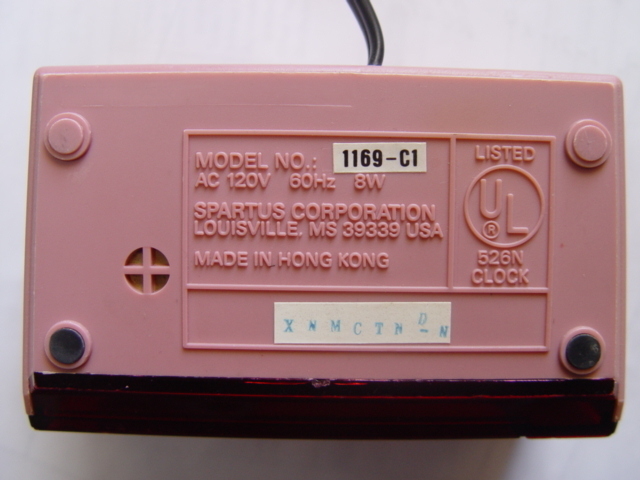 MODEL NO.: 1169-C1
AC 120V 60Hz 8W
SPARTUS CORPORATION
LOUISVILLE, MS 39339 USA
MADE IN HONG KONG
LISTED
UL
®
526N
CLOCK
X N M C T N D-N